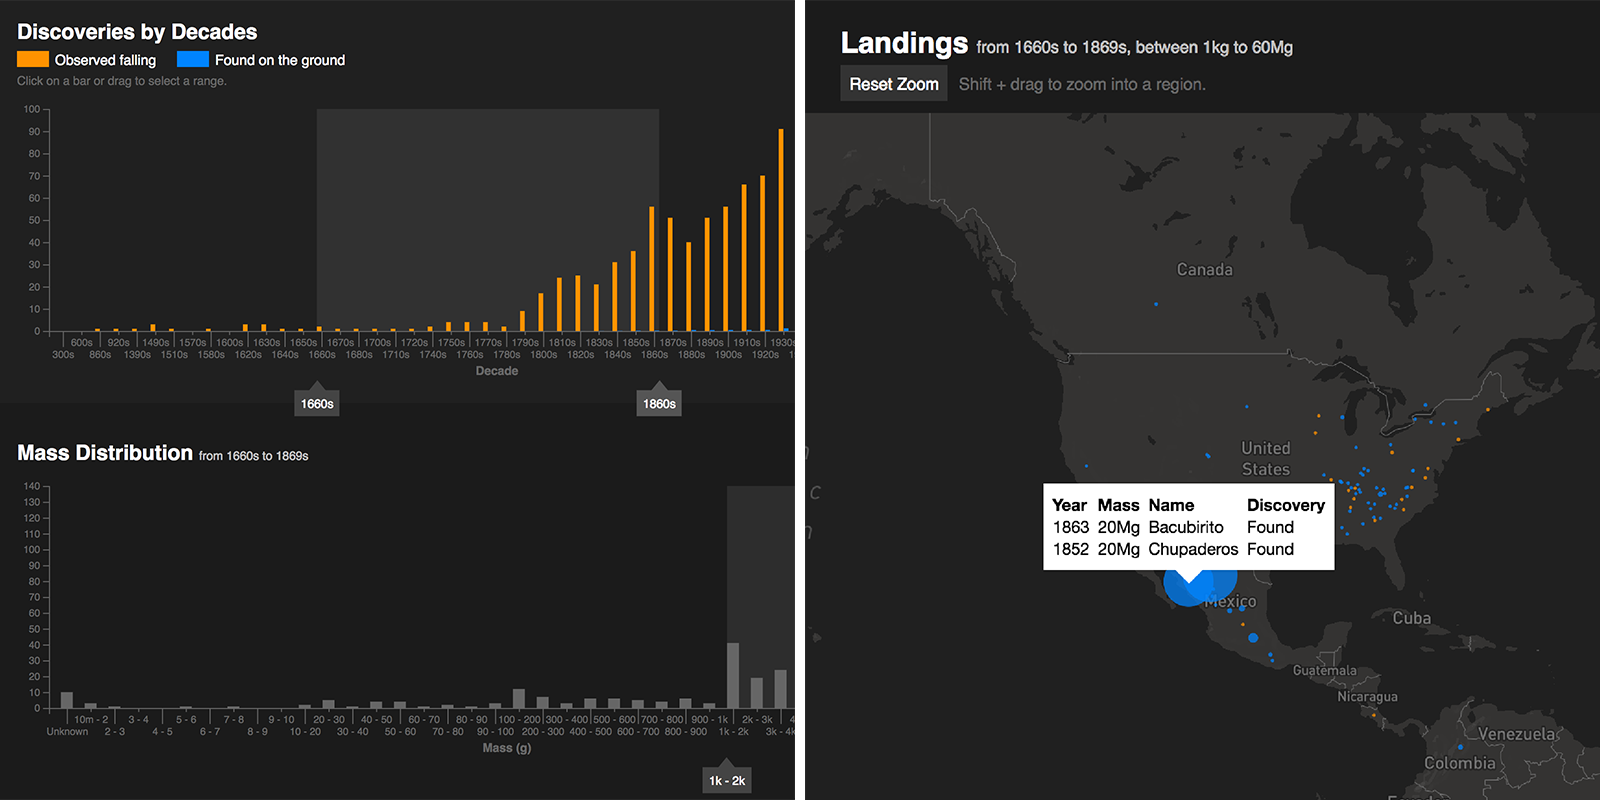 Discoveries by Decades
Observed falling
Found on the ground
Click on a bar or drag to select a range.
100
90
80
70
60
50
40
30
20
10
0
600s 920s 1490s 1570s 1620s 1630s 1650s 1670s 1700s 1720s 1750s 1770s 1790s 1810s 1830s 1850s 1870s 1890s 1910s 1930s
300s 860s 1390s 1510s 1580s 1600s 1640s 1660s 1680s 1710s 1740s 1760s 1780s 1800s 1820s 1840s 1860s 1880s 1900s 1920s
Decade
1660s
1860s
Mass Distribution from 1660s to 1869s
140
130
120
110
100
90
80
70
60
50
40
30
20
10
0
10m - 2 3 - 4 5 - 6 7 - 8 9 - 10 20 - 30 40 - 50 60 - 70 80 - 90 100 - 200 300 - 400 500 - 600 700 - 800 900 - 1k 2k - 3k 4
Unknown 2 - 3 4 - 5 6 - 7 8 - 9 10 - 20 30 - 40 50 - 60 70 - 80 90 - 100 200 - 300 400 - 500 600 - 700 800 - 900 1k - 2k 3k - 4k
Mass (g)
1k - 2k
Landings from 1660s to 1869s, between 1kg to 60Mg
Reset Zoom
Shift + drag to zoom into a region.
Canada
United
States
Year Mass Name Discovery
1863 20Mg Bacubirito Found
1852 20Mg Chupaderos Found
Mexico
Cuba
Guatemala
Nicaragua
Venezuela
Colombia